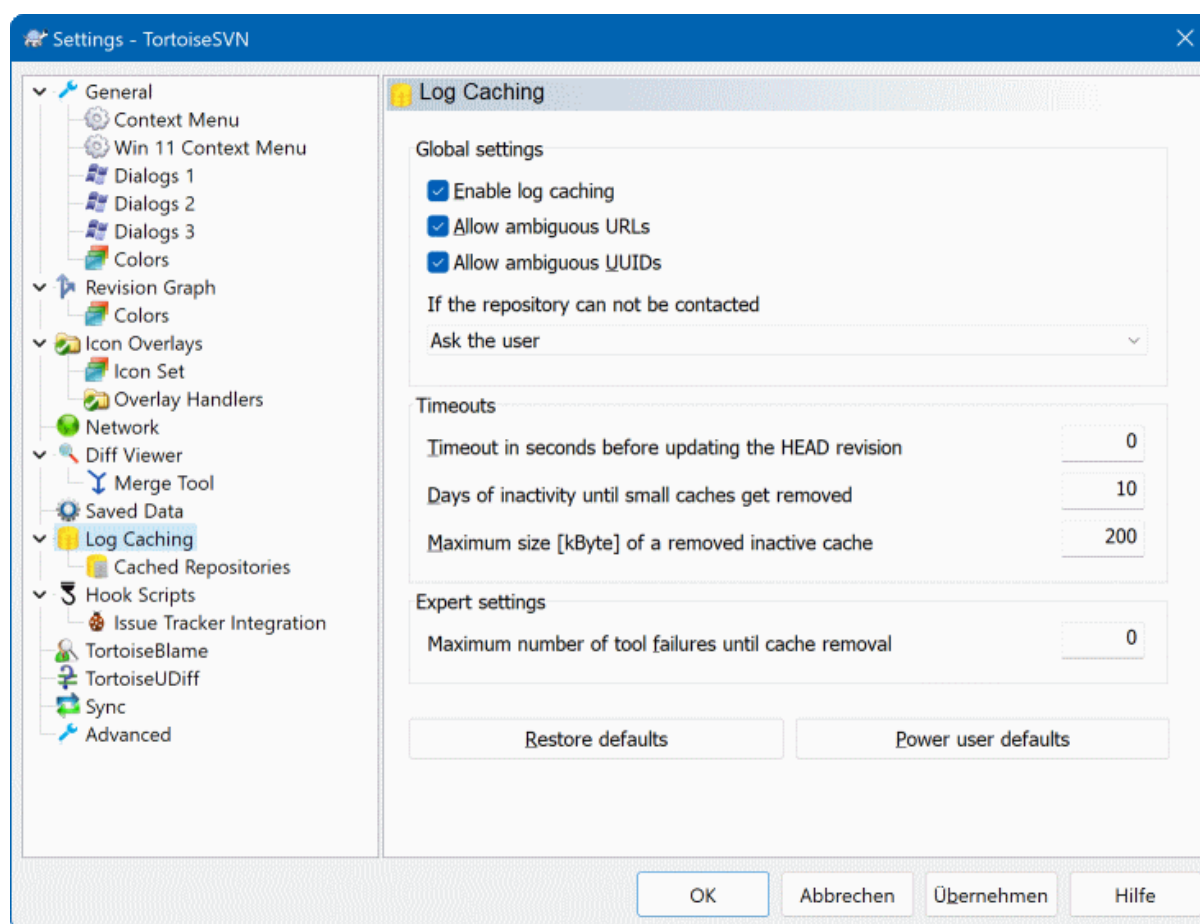 Settings - TortoiseSVN
General
Context Menu
Win 11 Context Menu
Dialogs 1
Dialogs 2
Dialogs 3
Colors
Revision Graph
Colors
Icon Overlays
Icon Set
Overlay Handlers
Network
Diff Viewer
Merge Tool
Saved Data
Log Caching
Cached Repositories
Hook Scripts
Issue Tracker Integration
TortoiseBlame
TortoiseUDiff
Sync
Advanced
Log Caching
Global settings
Enable log caching
Allow ambiguous URLs
Allow ambiguous UUIDs
If the repository can not be contacted
Ask the user
Timeouts
Timeout in seconds before updating the HEAD revision 0
Days of inactivity until small caches get removed 10
Maximum size [kByte] of a removed inactive cache 200
Expert settings
Maximum number of tool failures until cache removal 0
Restore defaults Power user defaults
OK Abbrechen Übernehmen Hilfe